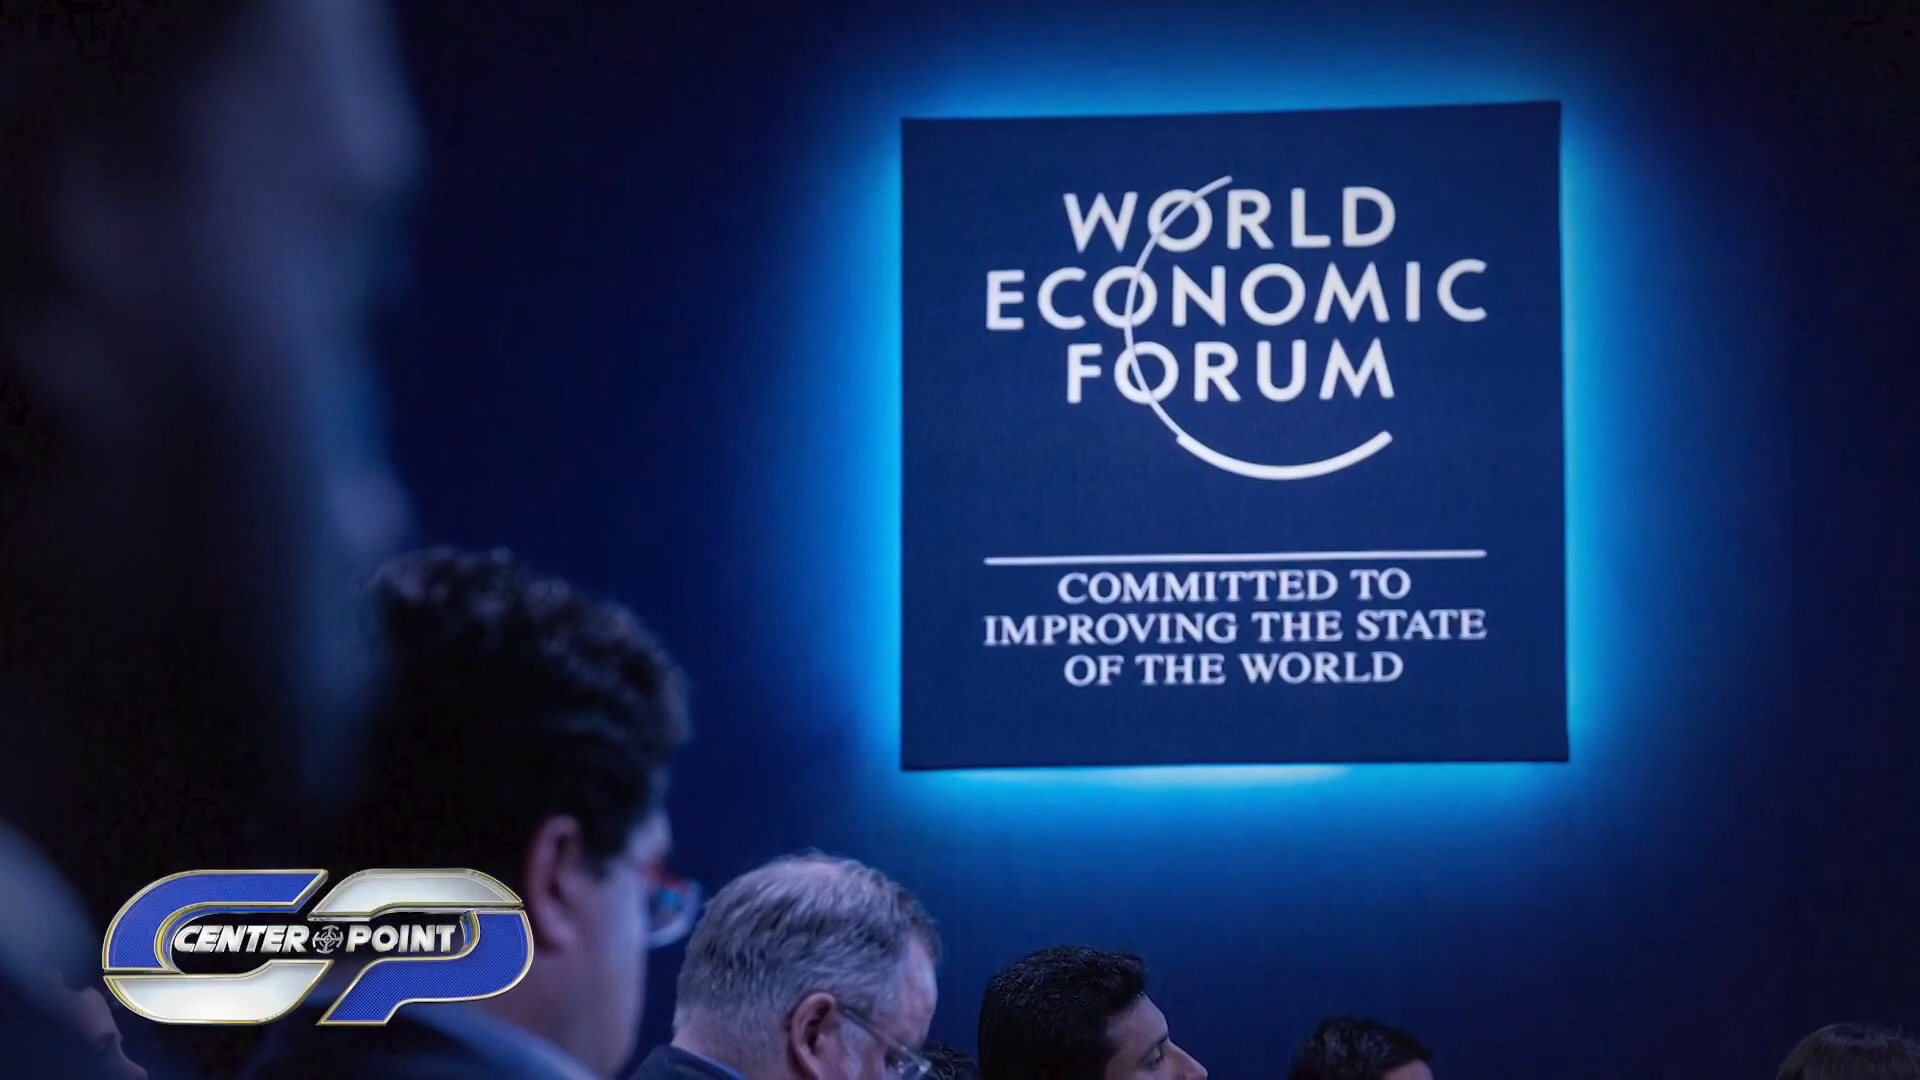 WORLD
ECONOMIC
FORUM
COMMITTED TO
IMPROVING THE STATE
OF THE WORLD
CENTER POINT